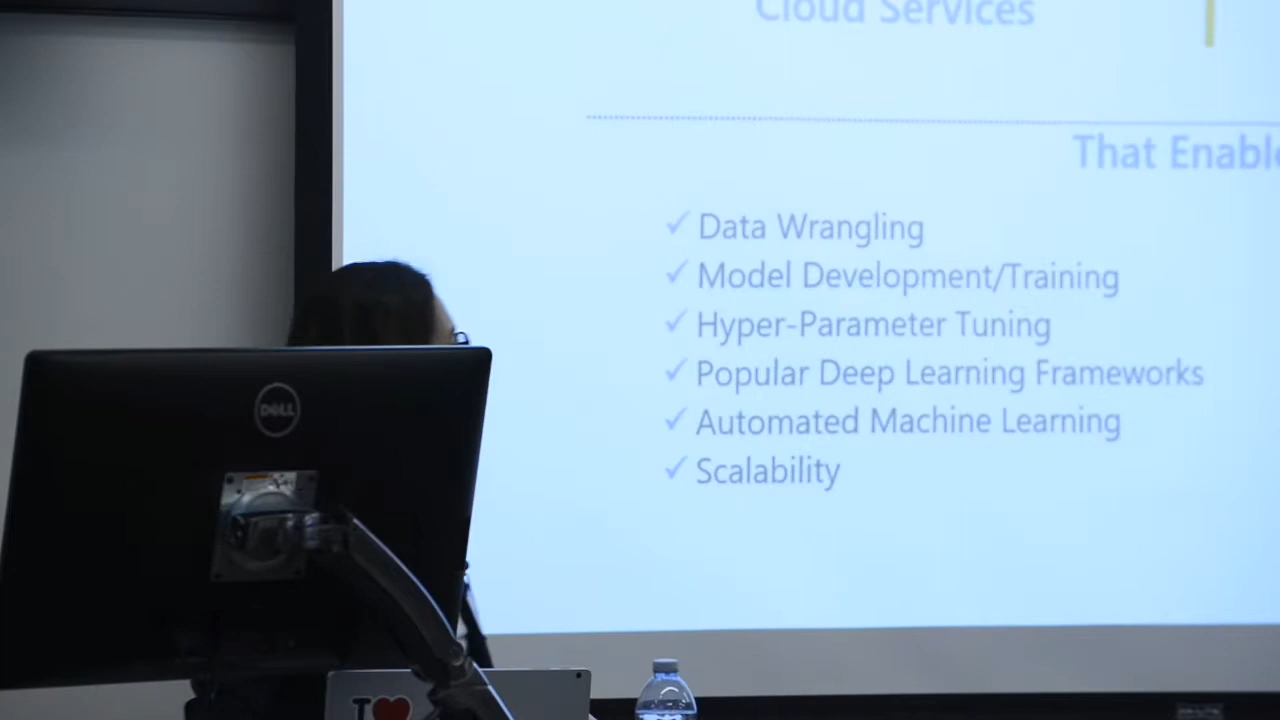 Cloud Services
That Enable
✓ Data Wrangling
✓ Model Development/Training
✓ Hyper-Parameter Tuning
✓ Popular Deep Learning Frameworks
✓ Automated Machine Learning
✓ Scalability
DELL
I ❤